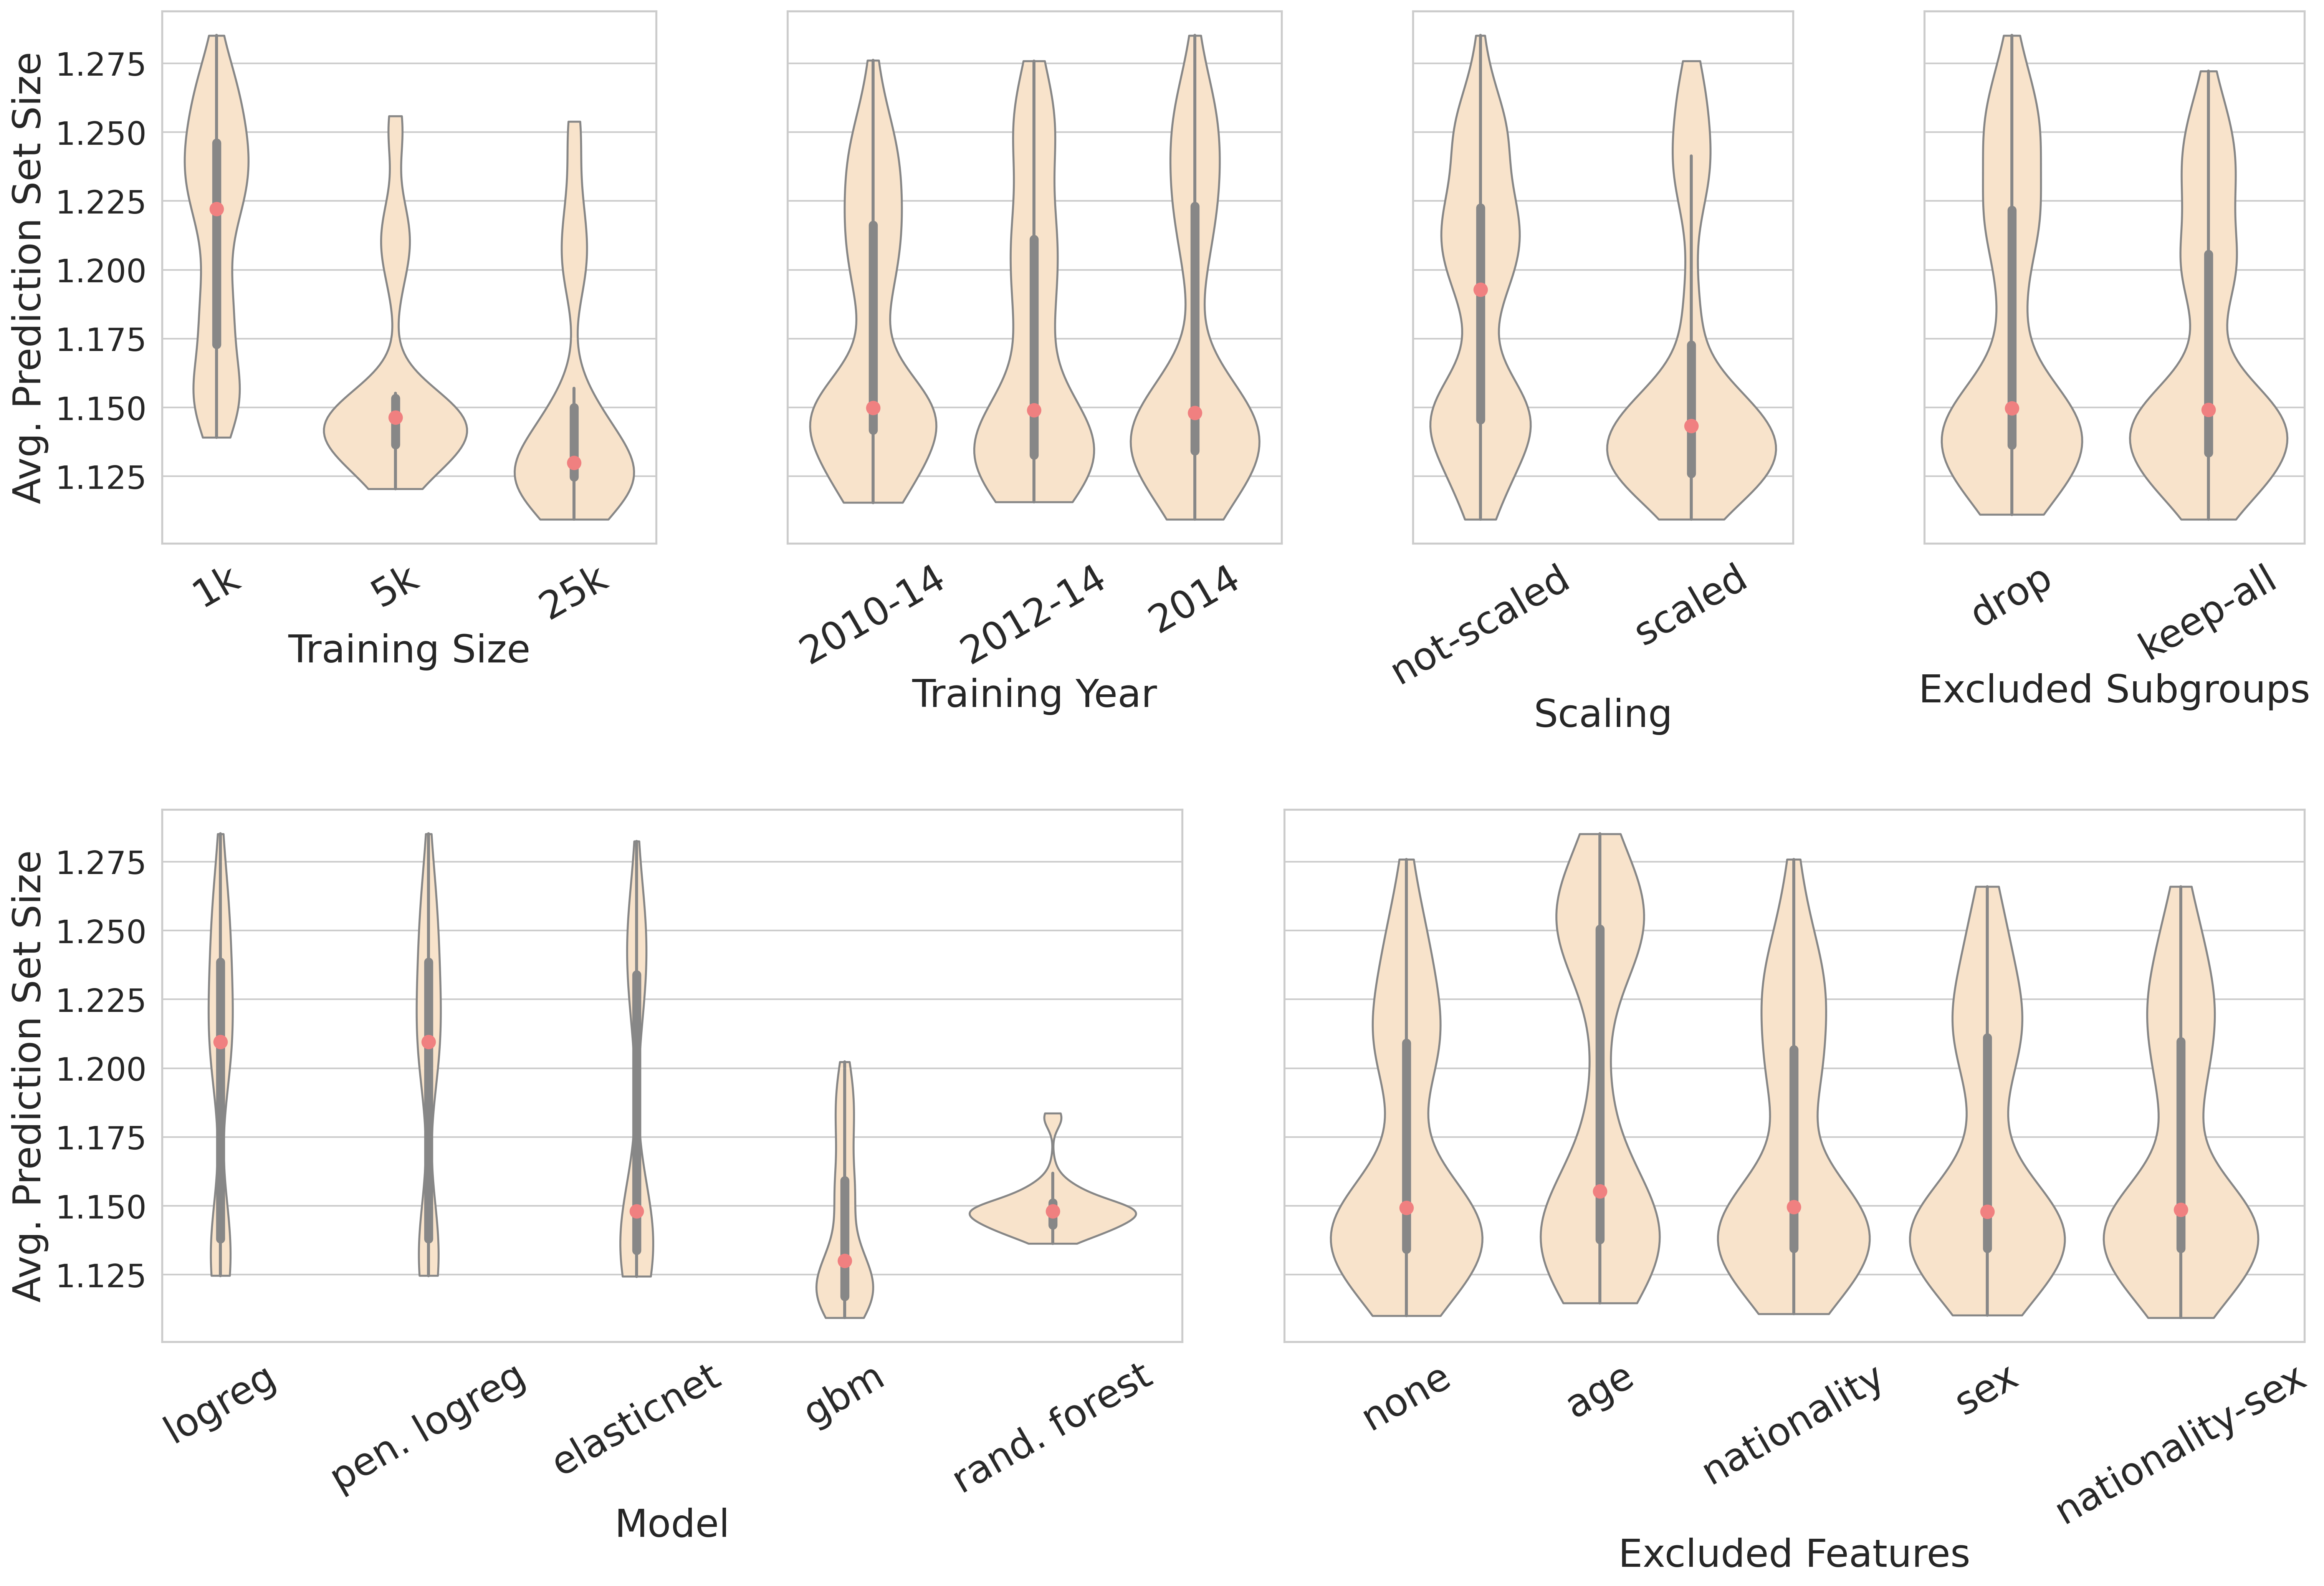 Avg. Prediction Set Size
1.275
1.250
1.225
1.200
1.175
1.150
1.125
1k
5k
25k
Training Size
2010-14
2012-14
2014
Training Year
not-scaled
scaled
Scaling
drop
keep-all
Excluded Subgroups
Avg. Prediction Set Size
1.275
1.250
1.225
1.200
1.175
1.150
1.125
logreg
pen. logreg
elasticnet
gbm
rand. forest
Model
none
age
nationality
sex
nationality-sex
Excluded Features